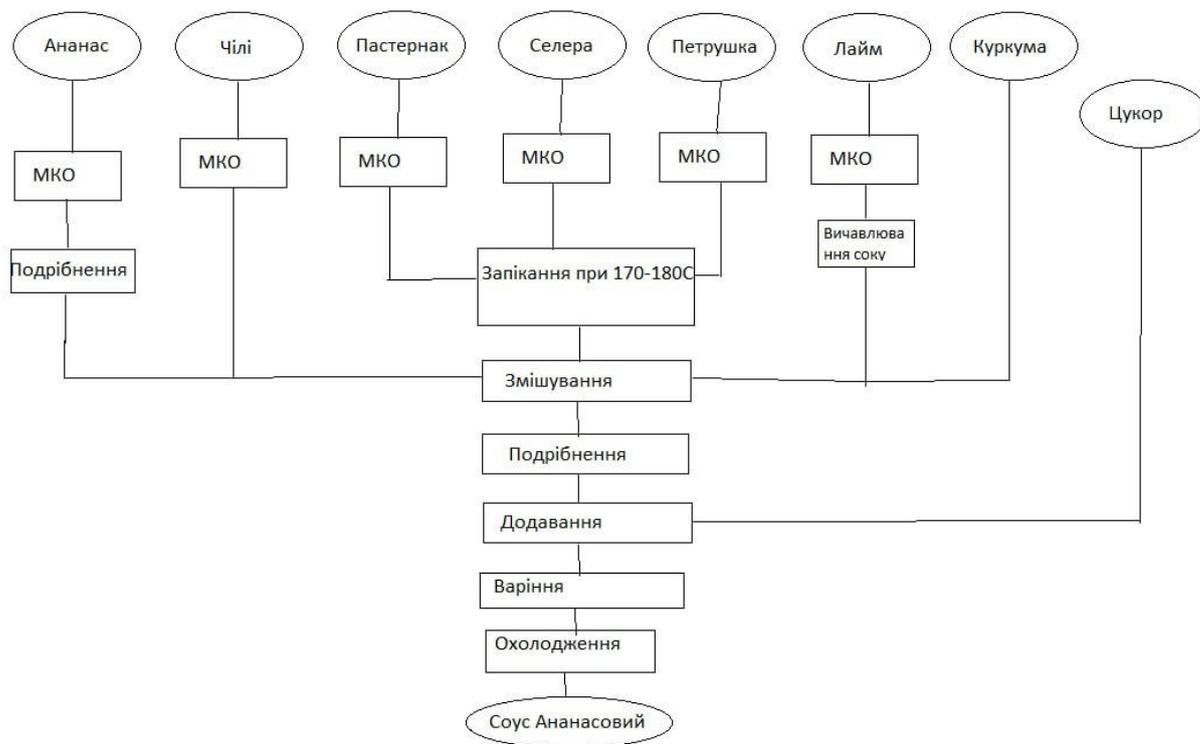 Ананас
Чілі
Пастернак
Селера
Петрушка
Лайм
Куркума
Цукор
МКО
МКО
МКО
МКО
МКО
МКО
Подрібнення
Вичавлюва
ння соку
Запікання при 170-180С
Змішування
Подрібнення
Додавання
Варіння
Охолодження
Соус Ананасовий